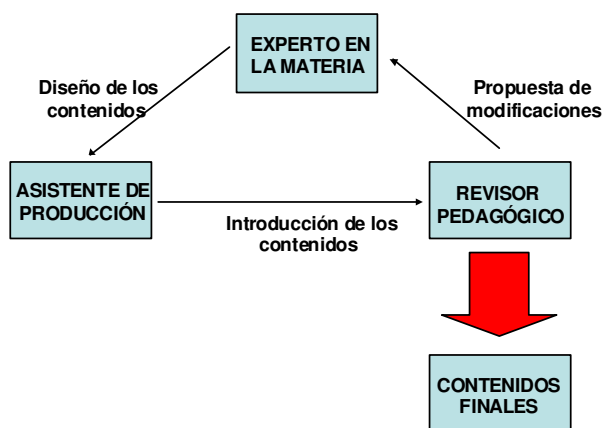 EXPERTO EN
LA MATERIA
Diseño de los
contenidos
Propuesta de
modificaciones
ASISTENTE DE
PRODUCCIÓN
REVISOR
PEDAGÓGICO
Introducción de los
contenidos
CONTENIDOS
FINALES